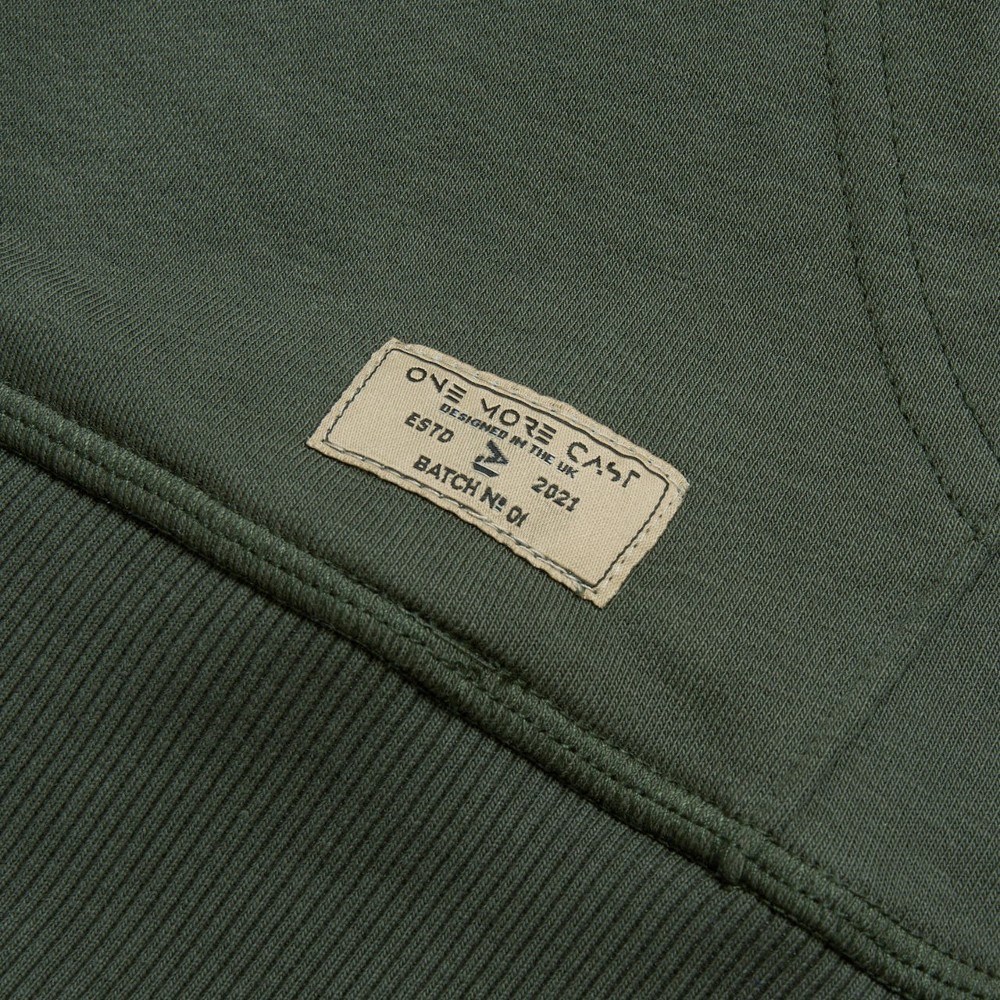 ONE MORE CAST
DESIGNED IN THE UK
ESTD 2021
BATCH Nº 01